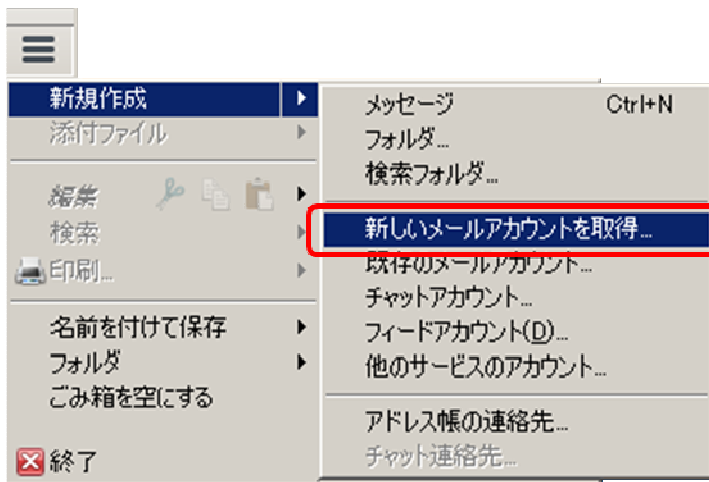 新規作成
添付ファイル
編集
検索
印刷...
名前を付けて保存
フォルダ
ごみ箱を空にする
終了
メッセージ Ctrl+N
フォルダ...
検索フォルダ...
新しいメールアカウントを取得...
既存のメールアカウント...
チャットアカウント...
フィードアカウント(D)...
他のサービスのアカウント...
アドレス帳の連絡先...
チャット連絡先...